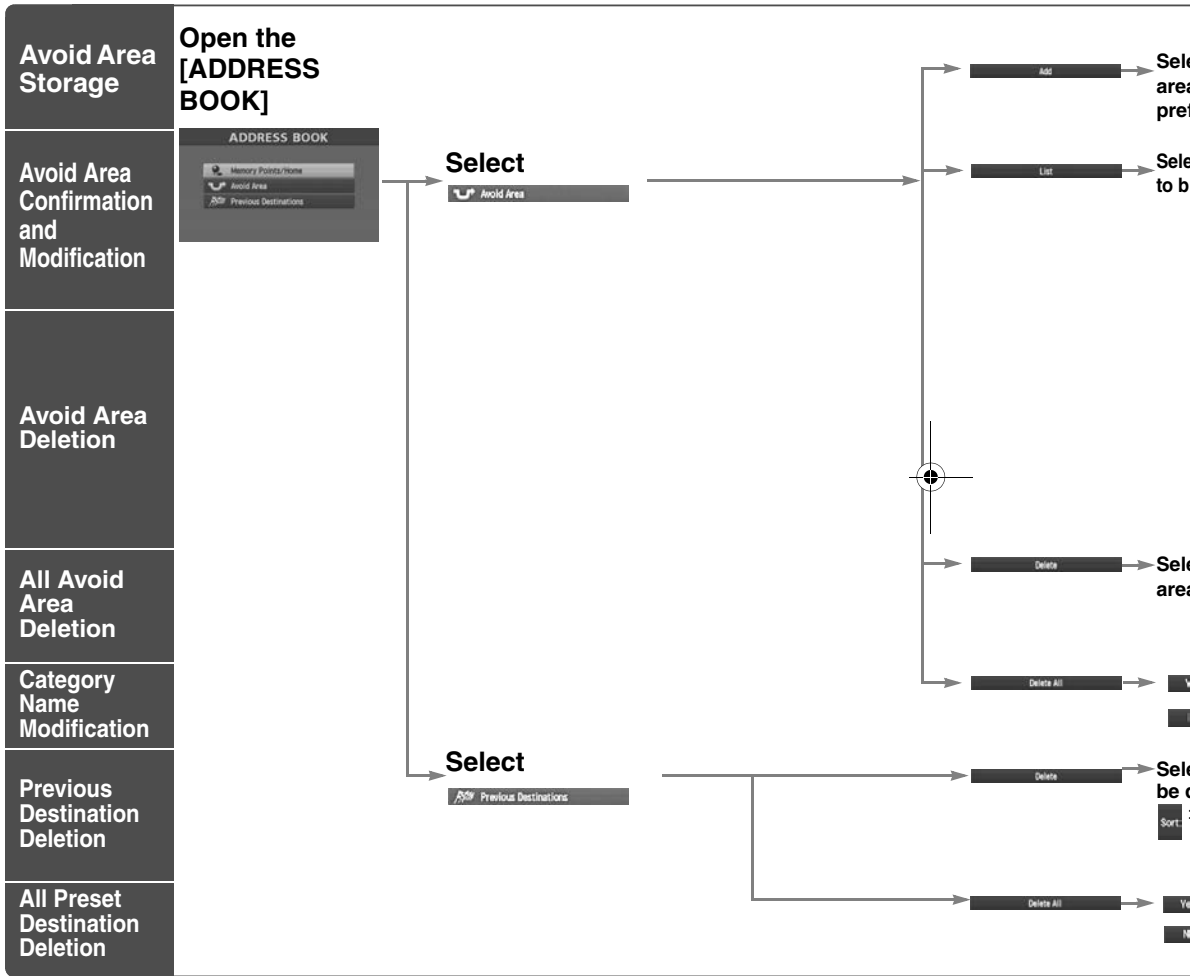 Avoid Area
Storage
Avoid Area
Confirmation
and
Modification
Avoid Area
Deletion
All Avoid
Area
Deletion
Category
Name
Modification
Previous
Destination
Deletion
All Preset
Destination
Deletion
Open the
[ADDRESS
BOOK]
ADDRESS BOOK
Memory Points/Home
Avoid Area
Previous Destinations
Select
Avoid Area
Add
List
to b
Delete
Delete All
Select
Previous Destinations
Delete
be
Sort:
Delete All